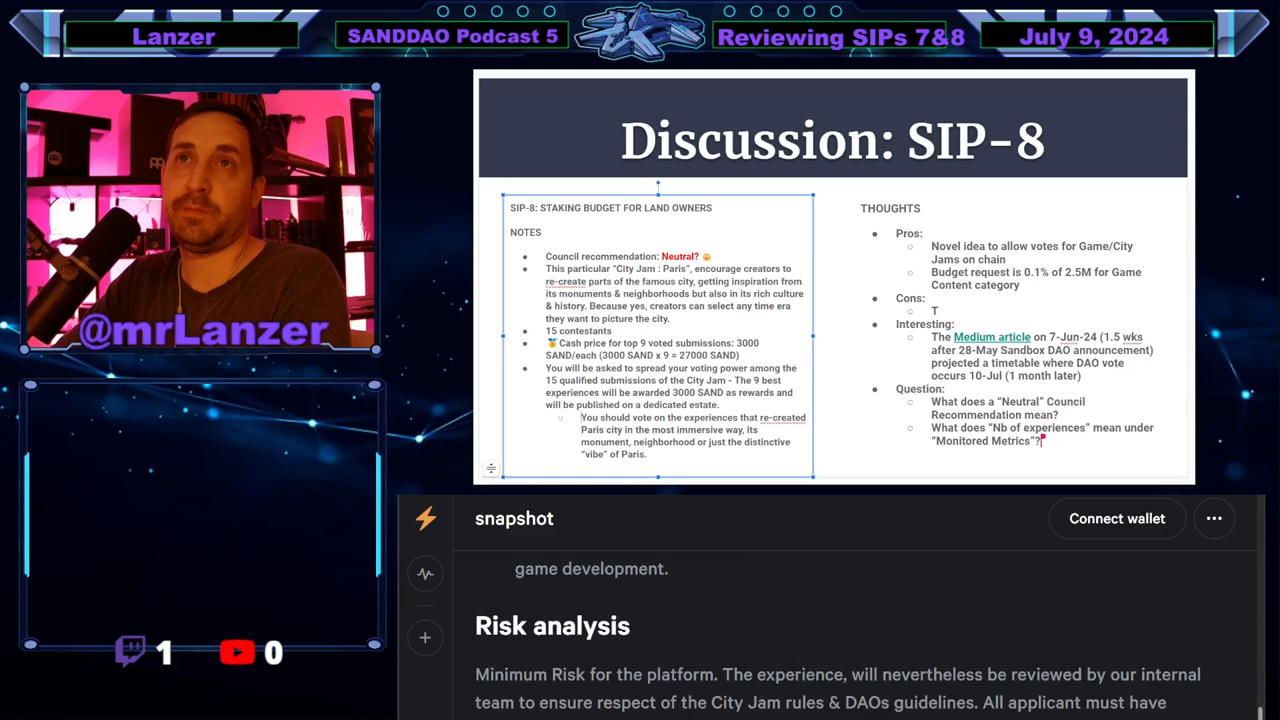 Lanzer
SANDDAO Podcast 5
Reviewing SIPs 7&8
July 9, 2024
@mrLanzer
1
0
Discussion: SIP-8
SIP-8: STAKING BUDGET FOR LAND OWNERS
NOTES
Council recommendation: Neutral?
This particular “City Jam : Paris”, encourage creators to
re-create parts of the famous city, getting inspiration from
its monuments & neighborhoods but also in its rich culture
& history. Because yes, creators can select any time era
they want to picture the city.
15 contestants
🥇Cash price for top 9 voted submissions: 3000
SAND/each (3000 SAND x 9 = 27000 SAND)
You will be asked to spread your voting power among the
15 qualified submissions of the City Jam - The 9 best
experiences will be awarded 3000 SAND as rewards and
will be published on a dedicated estate.
You should vote on the experiences that re-created
Paris city in the most immersive way, its
monument, neighborhood or just the distinctive
“vibe” of Paris.
THOUGHTS
Pros:
Novel idea to allow votes for Game/City
Jams on chain
Budget request is 0.1% of 2.5M for Game
Content category
Cons:
T
Interesting:
The Medium article on 7-Jun-24 (1.5 wks
after 28-May Sandbox DAO announcement)
projected a timetable where DAO vote
occurs 10-Jul (1 month later)
Question:
What does a “Neutral” Council
Recommendation mean?
What does “Nb of experiences” mean under
“Monitored Metrics”?
snapshot
Connect wallet
game development.
Risk analysis
Minimum Risk for the platform. The experience, will nevertheless be reviewed by our internal
team to ensure respect of the City Jam rules & DAOs guidelines. All applicant must have